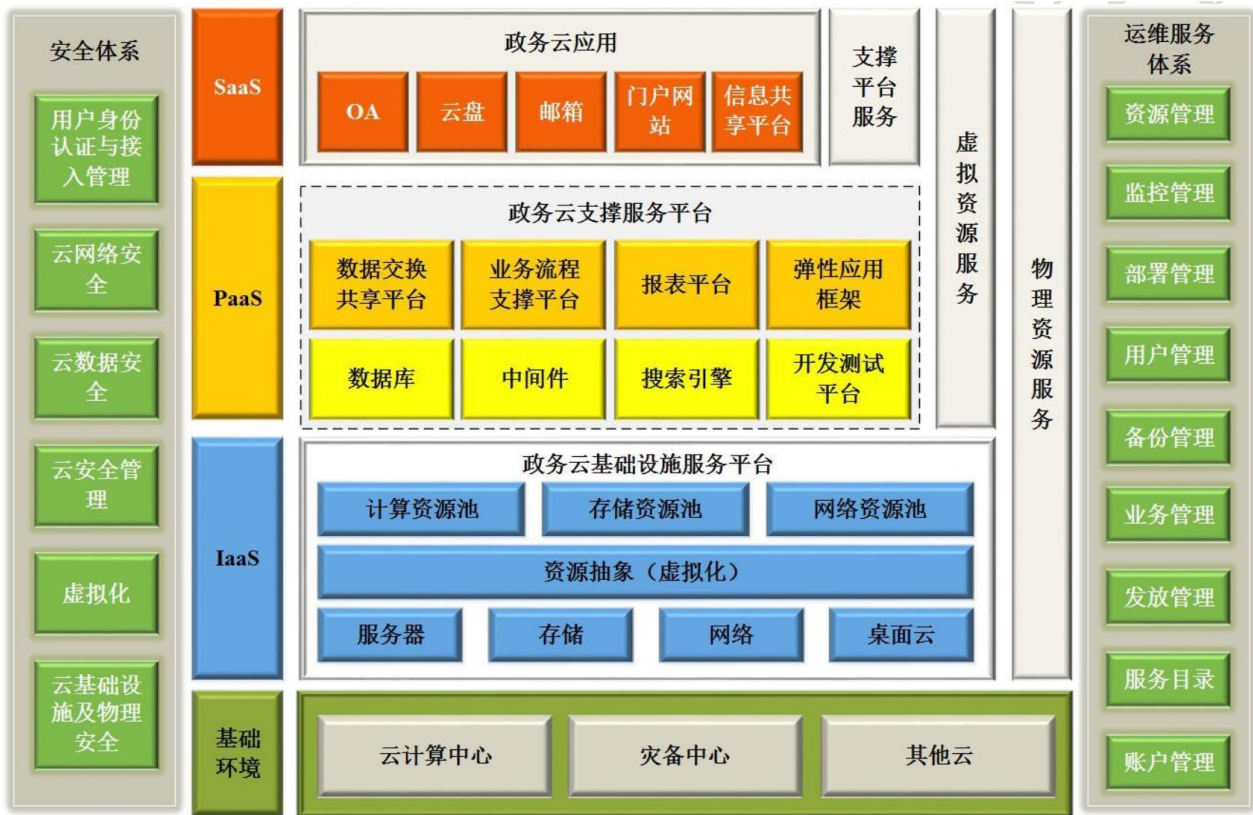 安全体系
用户身份
认证与接
入管理
云网络安
全
云数据安
全
云安全管
理
虚拟化
云基础设
施及物理
安全
SaaS
政务云应用
OA
云盘
邮箱
门户网
站
信息共
享平台
支撑
平台
服务
PaaS
政务云支撑服务平台
数据交换
共享平台
业务流程
支撑平台
报表平台
弹性应用
框架
数据库
中间件
搜索引擎
开发测试
平台
虚拟资源服务
IaaS
政务云基础设施服务平台
计算资源池
存储资源池
网络资源池
资源抽象（虚拟化）
服务器
存储
网络
桌面云
物理资源服务
基础
环境
云计算中心
灾备中心
其他云
运维服务
体系
资源管理
监控管理
部署管理
用户管理
备份管理
业务管理
发放管理
服务目录
账户管理